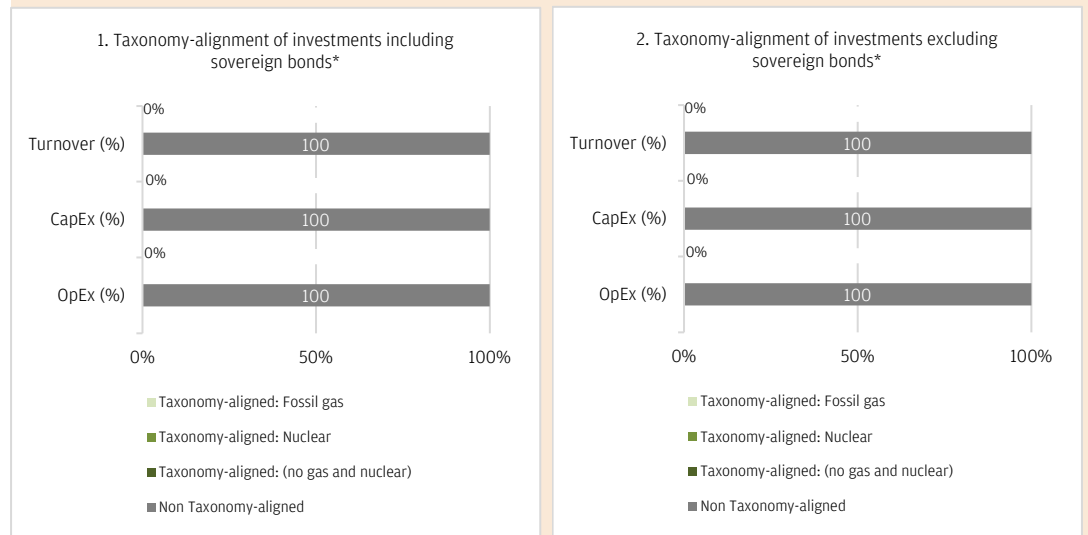 1. Taxonomy-alignment of investments including
sovereign bonds*
0%
Turnover (%)
100
0%
CapEx (%)
100
0%
OpEx (%)
100
0%
50%
100%
Taxonomy-aligned: Fossil gas
Taxonomy-aligned: Nuclear
Taxonomy-aligned: (no gas and nuclear)
Non Taxonomy-aligned
2. Taxonomy-alignment of investments excluding
sovereign bonds*
0%
Turnover (%)
100
0%
CapEx (%)
100
0%
OpEx (%)
100
0%
50%
100%
Taxonomy-aligned: Fossil gas
Taxonomy-aligned: Nuclear
Taxonomy-aligned: (no gas and nuclear)
Non Taxonomy-aligned